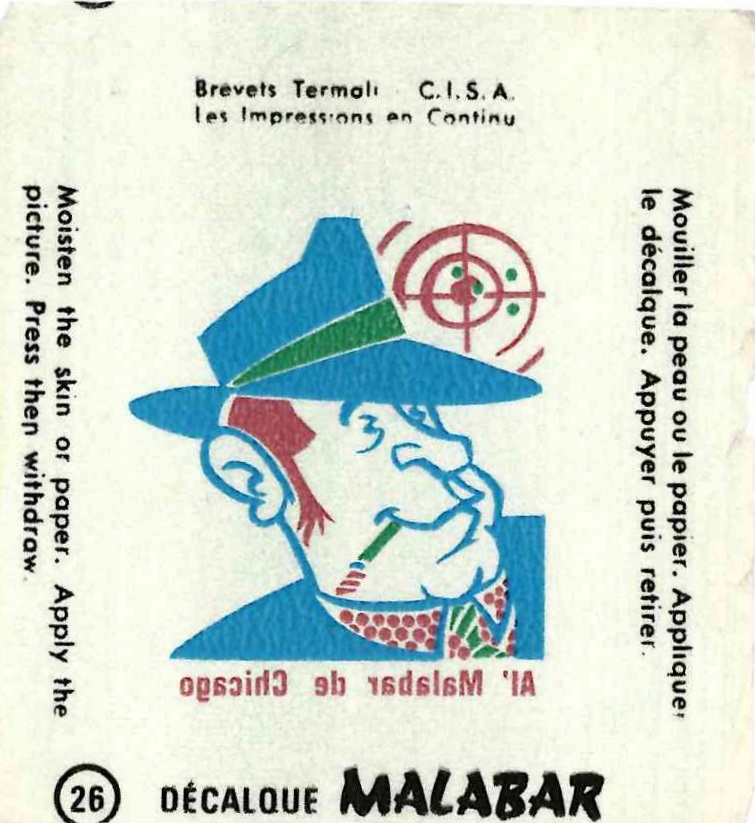 Brevets Termoli C.I.S.A.
Les Impressions en Continu
Mouiller la peau ou le papier. Appliquer
le décalque. Appuyer puis retirer.
Moisten the skin or paper. Apply the
picture. Press then withdraw.
Al' Malabar de Chicago
26 DÉCALQUE MALABAR